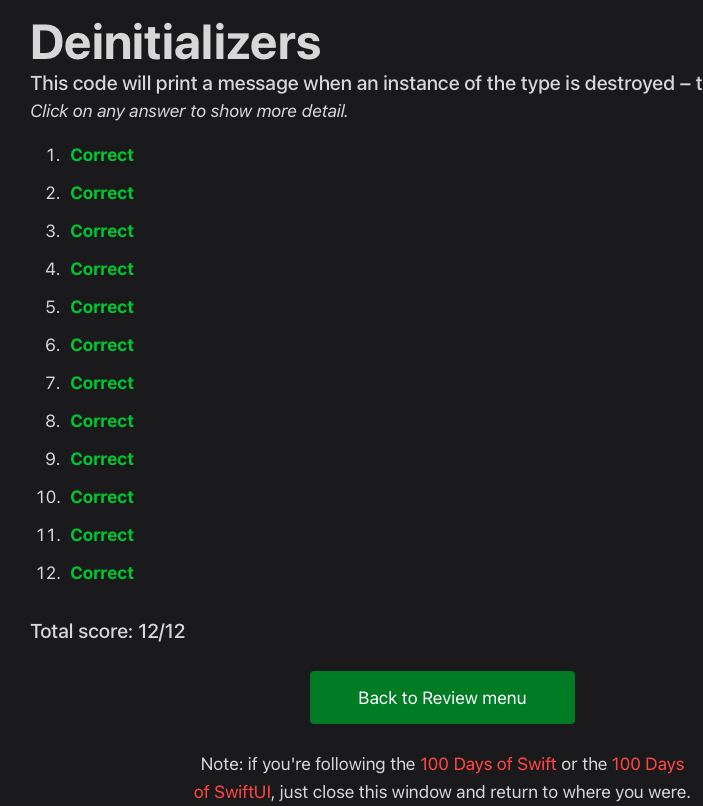 Deinitializers
This code will print a message when an instance of the type is destroyed – t
Click on any answer to show more detail.
1. Correct
2. Correct
3. Correct
4. Correct
5. Correct
6. Correct
7. Correct
8. Correct
9. Correct
10. Correct
11. Correct
12. Correct
Total score: 12/12
Back to Review menu
Note: if you're following the 100 Days of Swift or the 100 Days
of SwiftUI, just close this window and return to where you were.